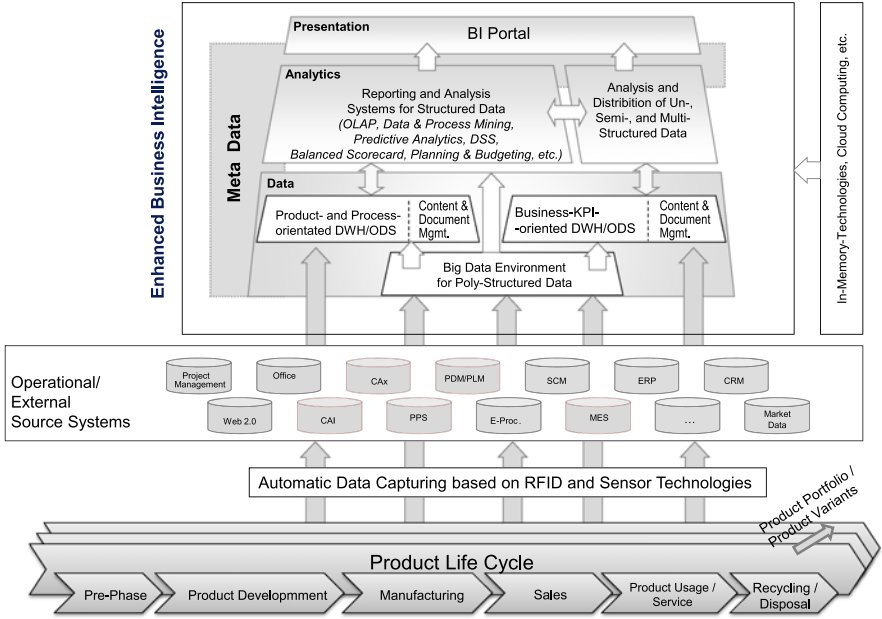 Presentation
BI Portal
Analytics
Reporting and Analysis
Systems for Structured Data
(OLAP, Data & Process Mining,
Predictive Analytics, DSS,
Balanced Scorecard, Planning & Budgeting, etc.)
Analysis and
Distribition of Un-,
Semi-, and Multi-
Structured Data
Data
Product- and Process-
orientated DWH/ODS
Content &
Document
Mgmt.
Business-KPI-
-oriented DWH/ODS
Content &
Document
Mgmt.
Big Data Environment
for Poly-Structured Data
Meta Data
Enhanced Business Intelligence
In-Memory-Technologies, Cloud Computing, etc.
Operational/
External
Source Systems
Project
Management
Office
CAx
PDM/PLM
SCM
ERP
CRM
Web 2.0
CAI
PPS
E-Proc.
MES
...
Market
Data
Automatic Data Capturing based on RFID and Sensor Technologies
Product Portfolio /
Product Variants
Product Life Cycle
Pre-Phase
Product Developmment
Manufacturing
Sales
Product Usage /
Service
Recycling /
Disposal